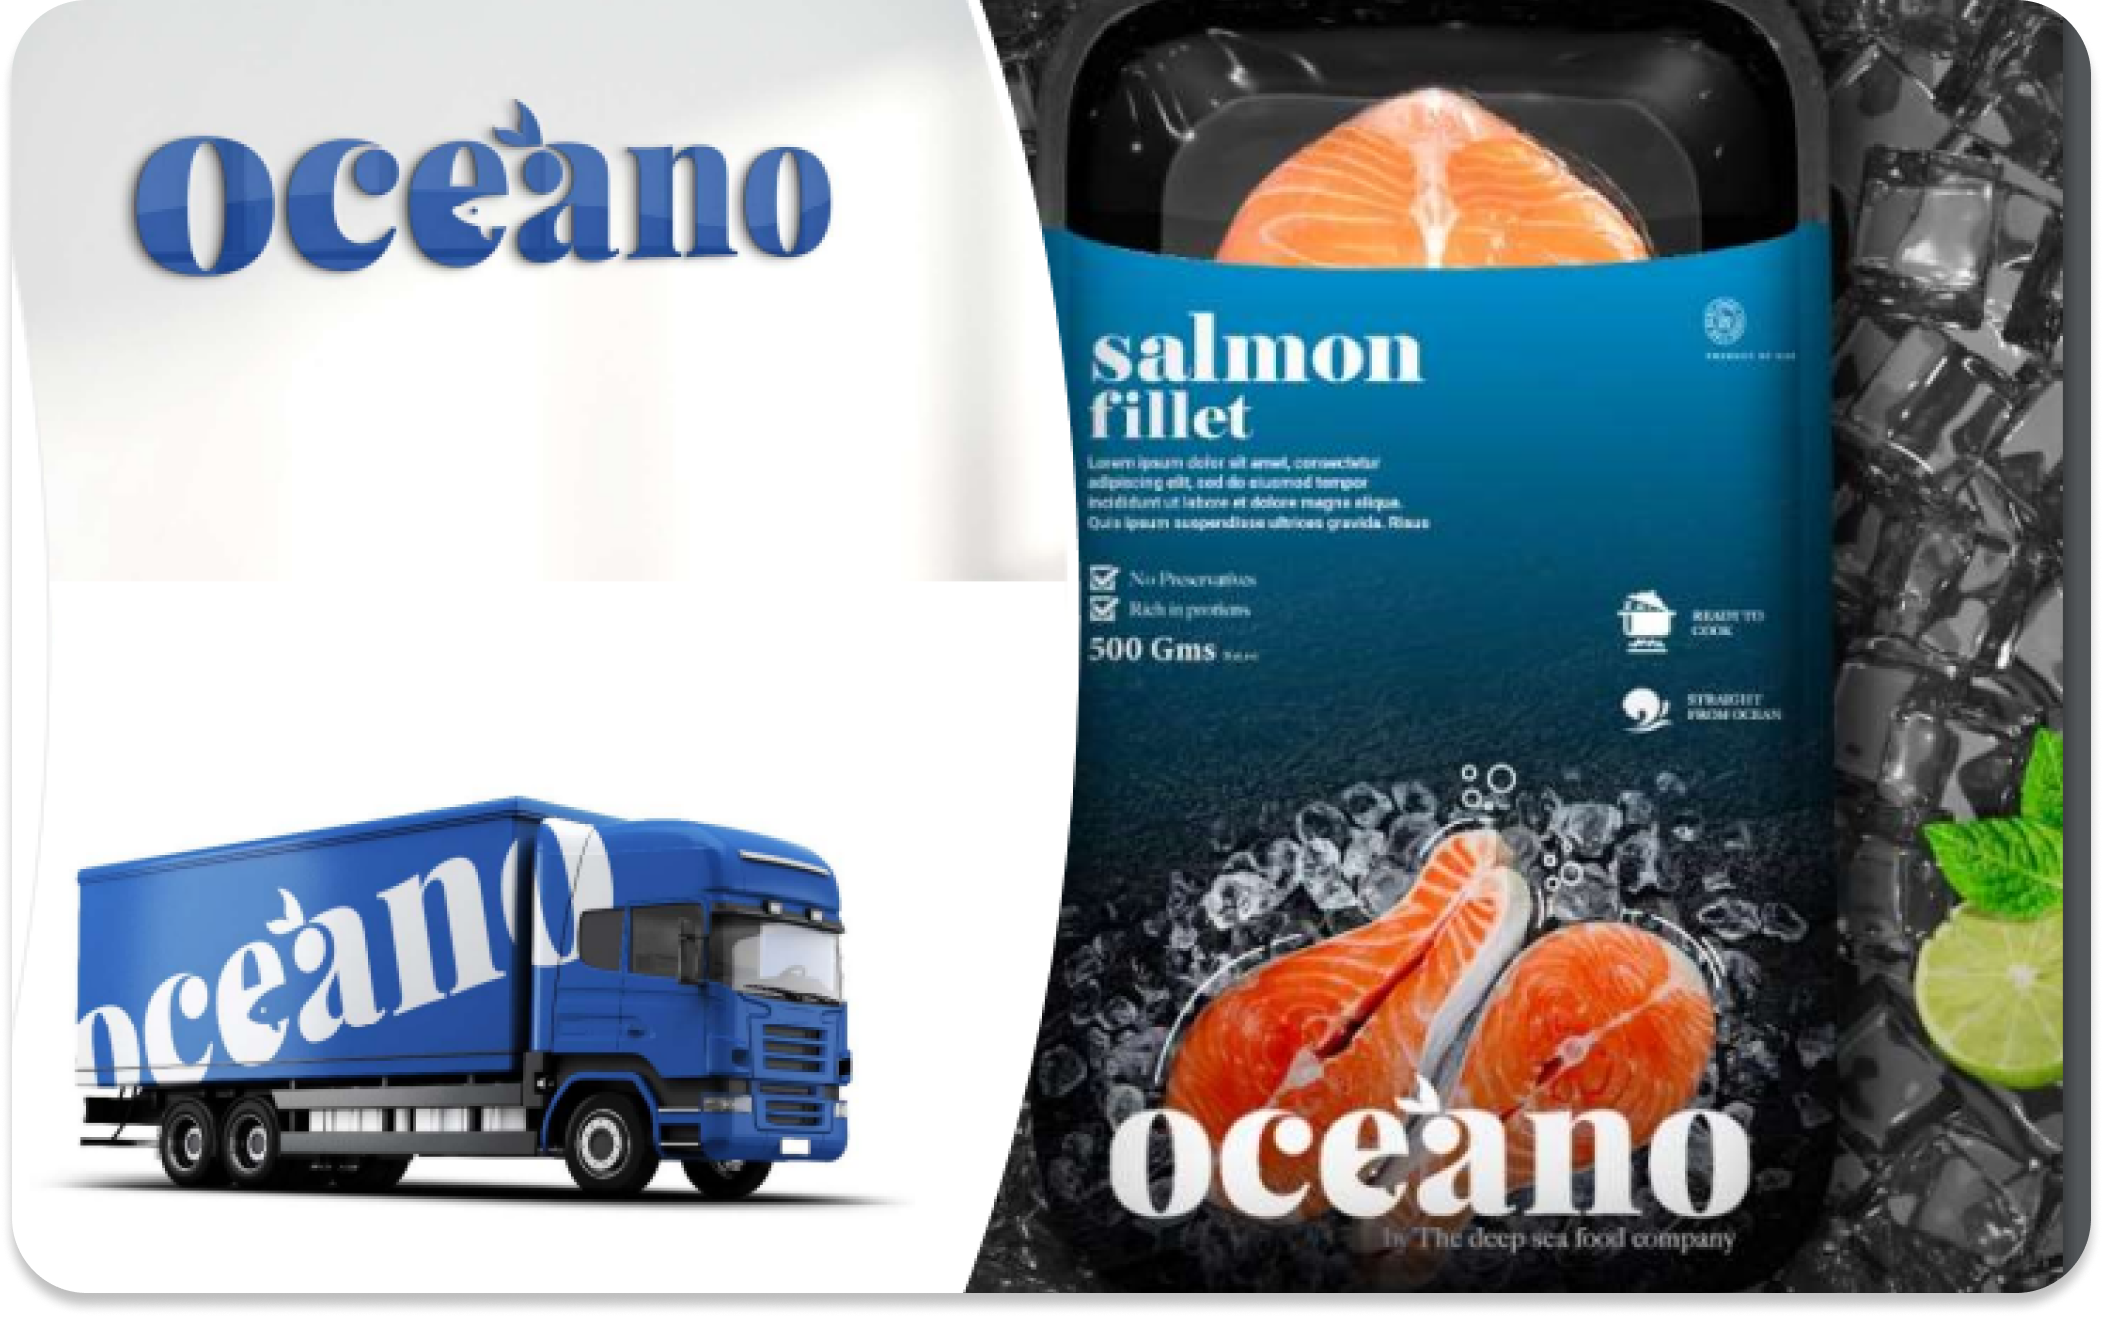 oceano
oceano
salmon
fillet
Lorem ipsum dolor sit amet, consectetur
adipiscing elit, sed do eiusmod tempor
incididunt ut labore et dolore magna aliqua.
Quis ipsum suspendisse ultrices gravida. Risus
No Preservatives
Rich in protiens
500 Gms
READY TO
COOK
STRAIGHT
FROM OCEAN
oceano
by The deep sea food company